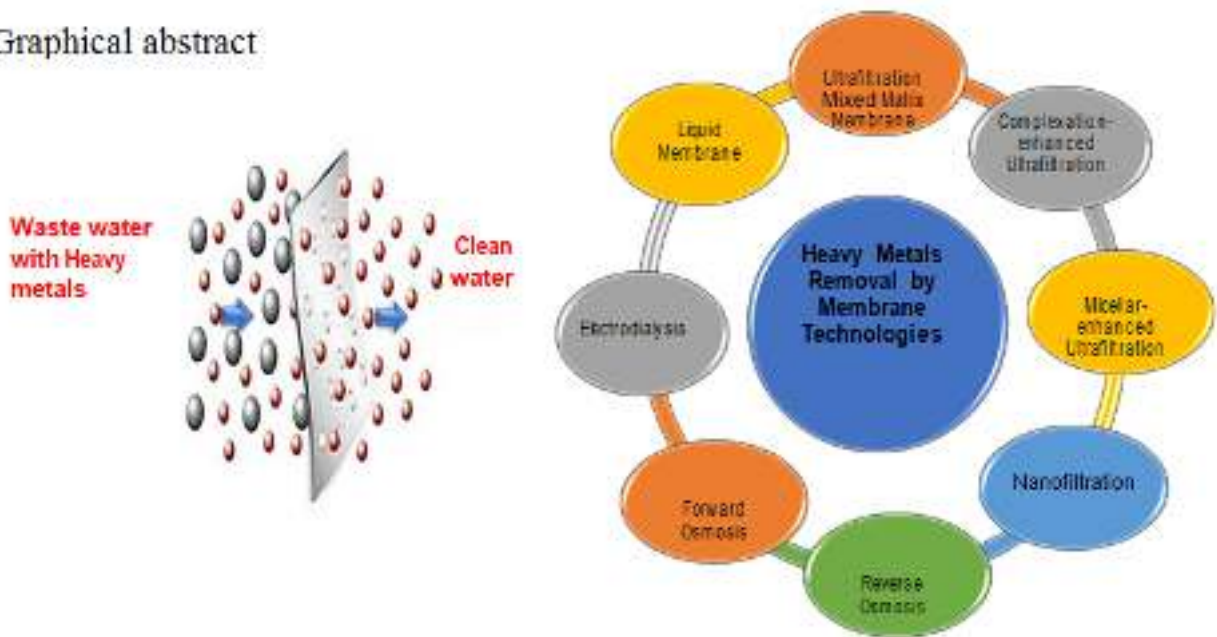 Graphical abstract
Waste water
with Heavy
metals
Clean
water
Ultrafiltration
Mixed Matix
Membrane
Complexation-
enhanced
Ultrafiltration
Micellar-
enhanced
Ultrafiltration
Nanofiltration
Reverse
Osmosis
Forward
Osmosis
Electrodialysis
Liquid
Membrane
Heavy Metals
Removal by
Membrane
Technologies